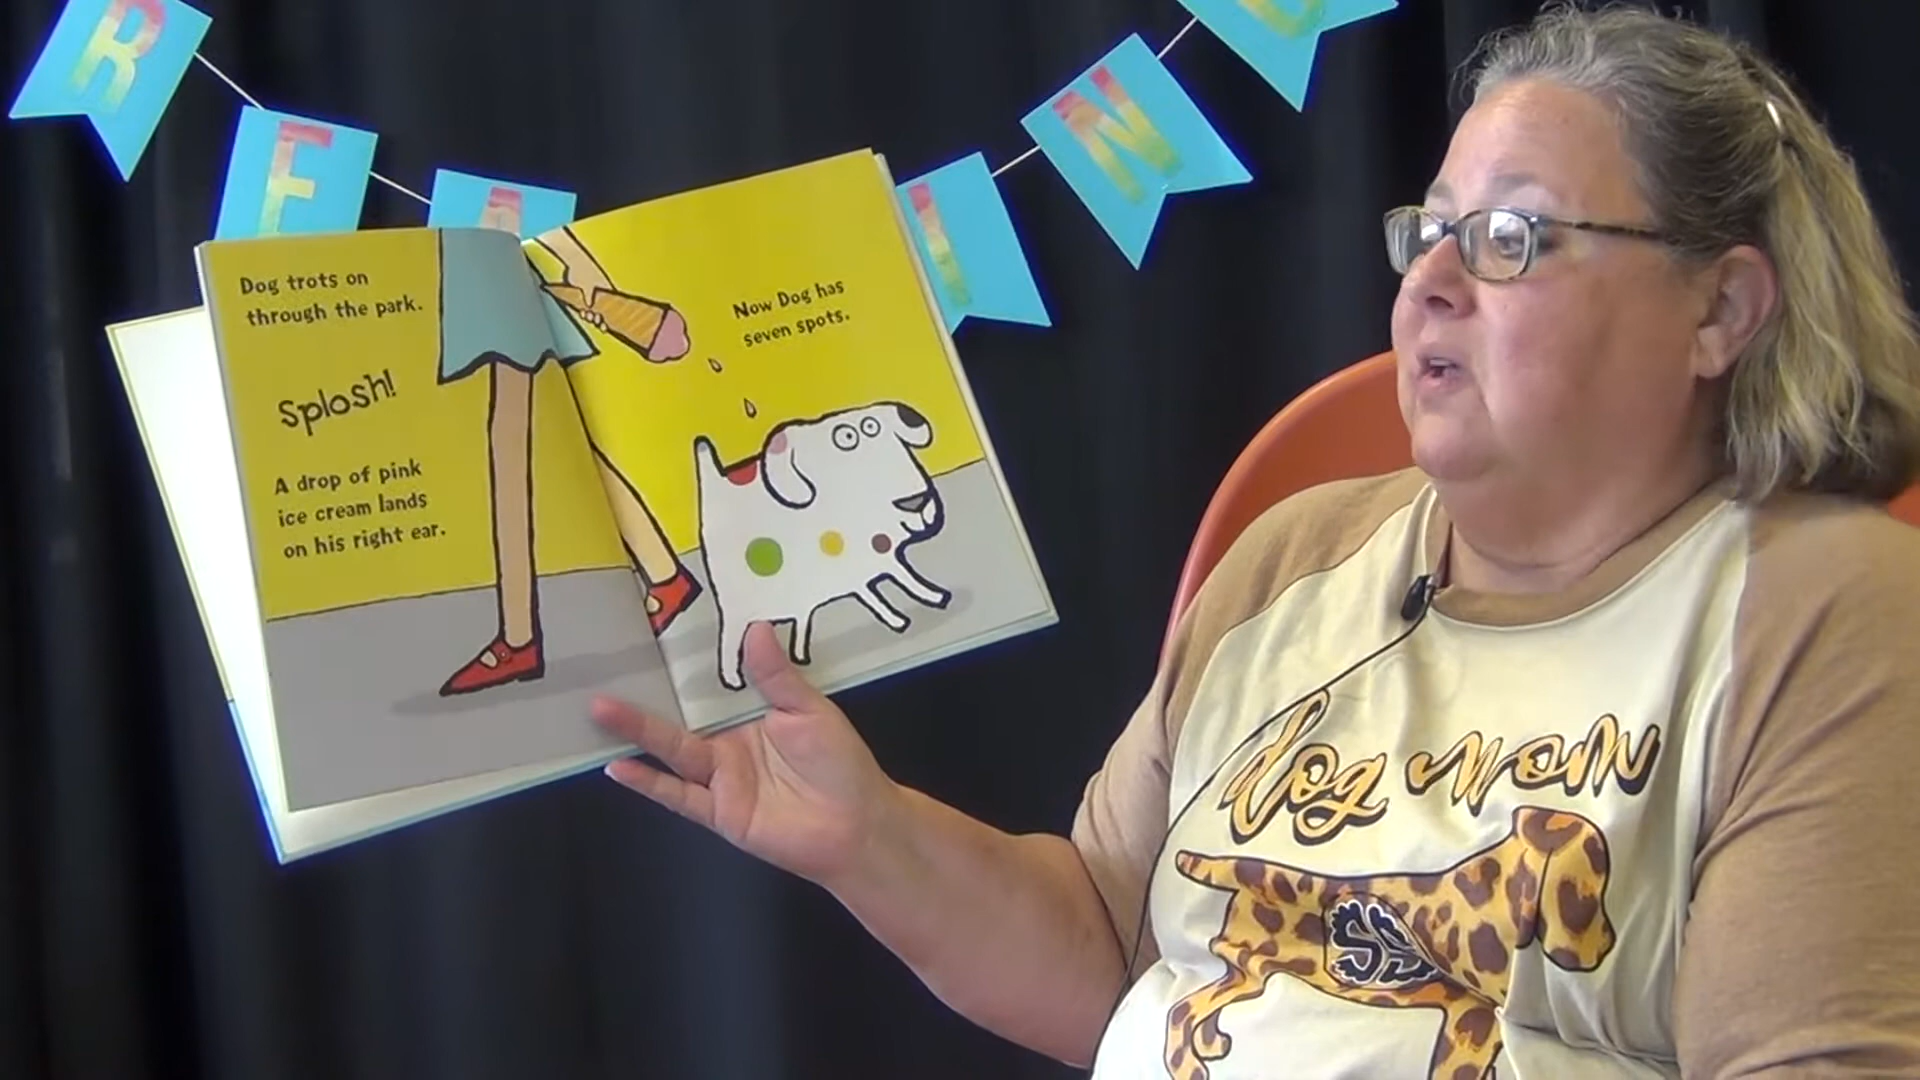 R E A I N G
Dog trots on
through the park.
Splosh!
A drop of pink
ice cream lands
on his right ear.
Now Dog has
seven spots.
dog mom
SS